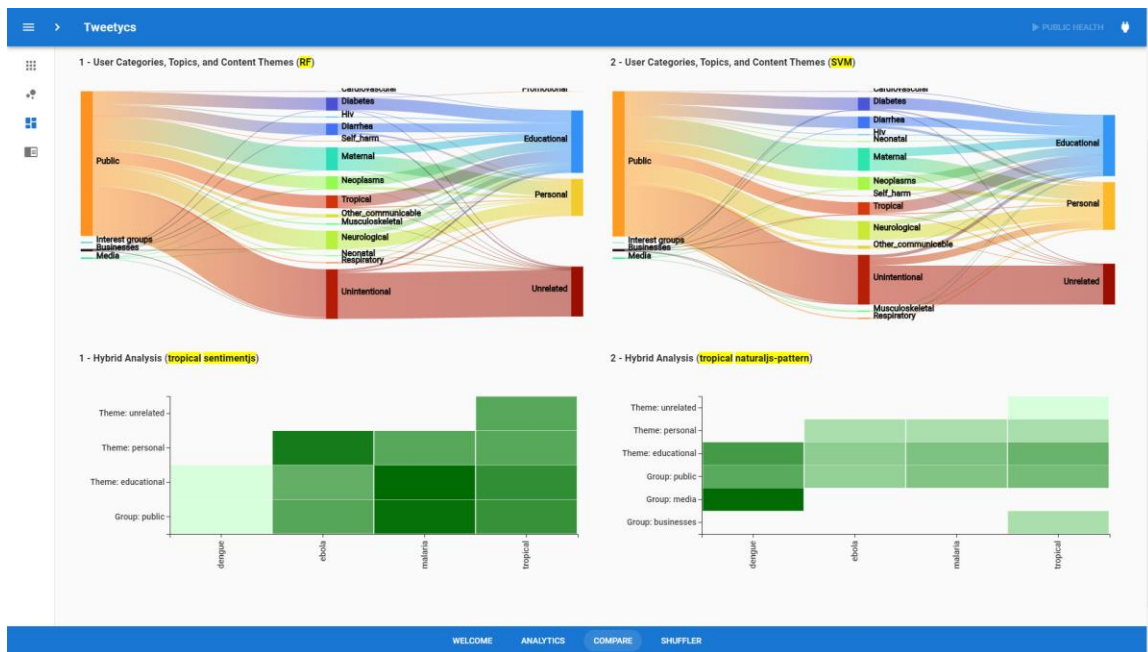 Tweetycs
PUBLIC HEALTH
1 - User Categories, Topics, and Content Themes (RF)
Cardiovascular
Promotional
Diabetes
Hiv
Diarrhea
Educational
Self_harm
Public
Maternal
Neoplasms
Personal
Tropical
Other_communicable
Musculoskeletal
Neurological
Interest groups
Businesses
Media
Neonatal
Respiratory
Unintentional
Unrelated
2 - User Categories, Topics, and Content Themes (SVM)
Cardiovascular
Diabetes
Diarrhea
Hiv
Neonatal
Educational
Public
Maternal
Neoplasms
Self_harm
Personal
Tropical
Neurological
Interest groups
Businesses
Media
Other_communicable
Unintentional
Unrelated
Musculoskeletal
Respiratory
1 - Hybrid Analysis (tropical sentimentjs)
Theme: unrelated
Theme: personal
Theme: educational
Group: public
dengue
ebola
malaria
tropical
2 - Hybrid Analysis (tropical naturaljs-pattern)
Theme: unrelated
Theme: personal
Theme: educational
Group: public
Group: media
Group: businesses
dengue
ebola
malaria
tropical
WELCOME ANALYTICS COMPARE SHUFFLER